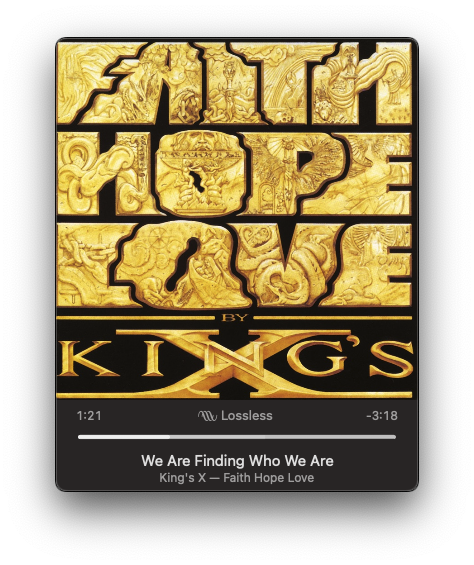 FAITH
HOPE
LOVE
BY
KING'S X
1:21 Lossless -3:18
We Are Finding Who We Are
King's X — Faith Hope Love